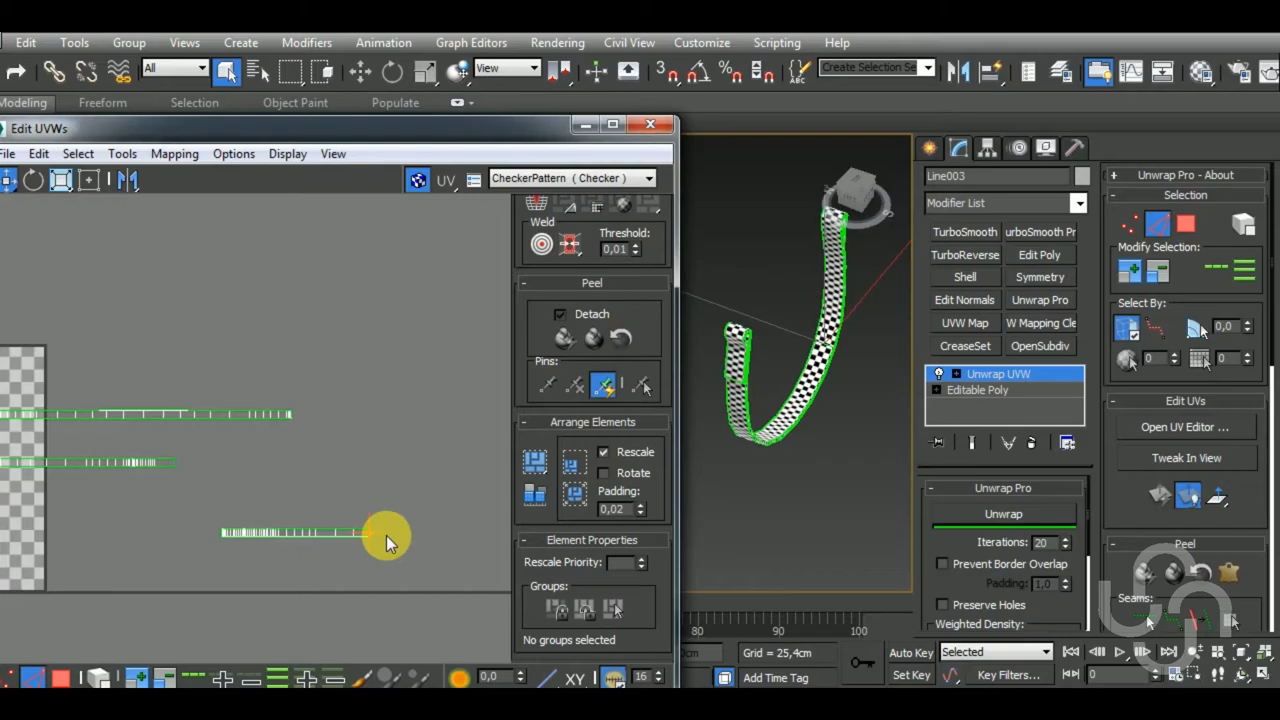 Edit Tools Group Views Create Modifiers Animation Graph Editors Rendering Civil View Customize Scripting Help
All View Create Selection Se
Modeling Freeform Selection Object Paint Populate
Edit UVWs
File Edit Select Tools Mapping Options Display View
UV CheckerPattern ( Checker )
Weld
Threshold:
0,01
Peel
Detach
Pins:
Arrange Elements
Rescale
Rotate
Padding:
0,02
Element Properties
Rescale Priority:
Groups:
No groups selected
0,0 XY 16
Line003
Modifier List
TurboSmooth urboSmooth Pr
TurboReverse Edit Poly
Shell Symmetry
Edit Normals Unwrap Pro
UVW Map W Mapping Cle
CreaseSet OpenSubdiv
Unwrap UVW
Editable Poly
Unwrap Pro
Unwrap
Iterations: 20
Prevent Border Overlap
Padding: 1,0
Preserve Holes
Weighted Density:
Unwrap Pro - About
Selection
Modify Selection:
Select By:
0,0
0 0
Edit UVs
Open UV Editor ...
Tweak In View
Peel
Seams:
80 90 100
0cm Grid = 25,4cm
Add Time Tag
Auto Key Selected
Set Key Key Filters... 0